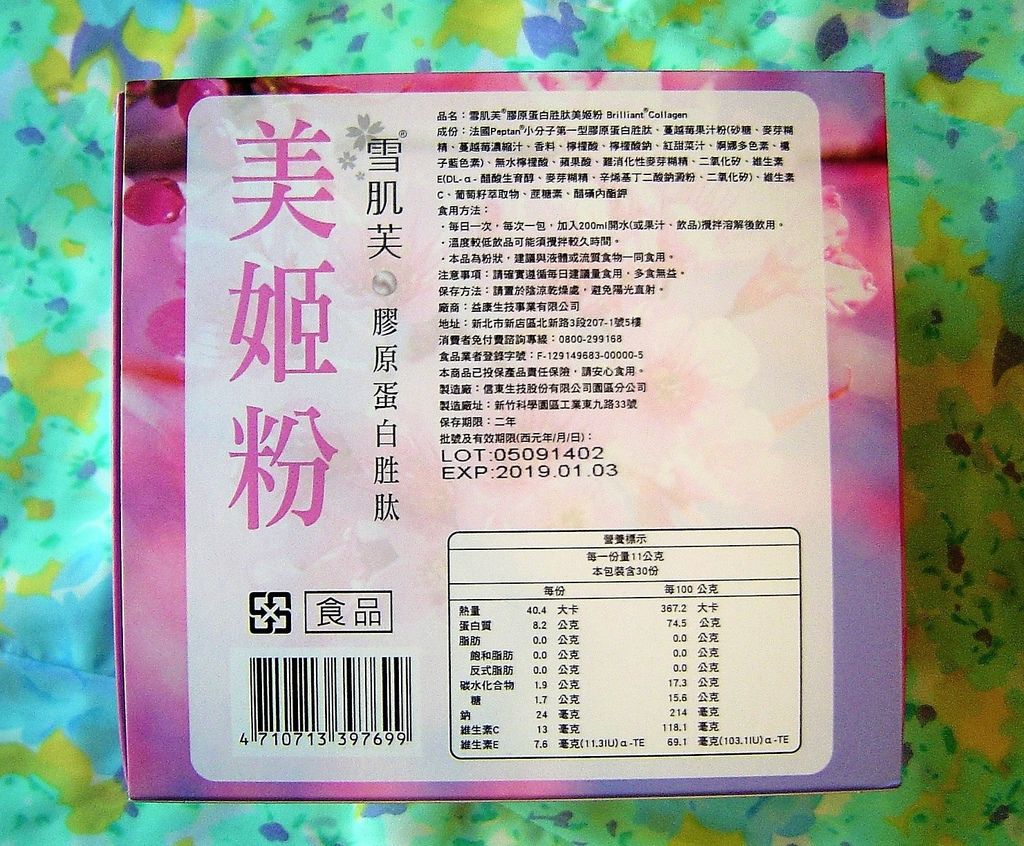 美姬粉
雪肌芙®
膠原蛋白胜肽
品名：雪肌芙®膠原蛋白胜肽美姬粉 Brilliant®Collagen
成份：法國Peptan®小分子第一型膠原蛋白胜肽、蔓越莓果汁粉(砂糖、麥芽糊
精、蔓越莓濃縮汁、香料、檸檬酸、檸檬酸鈉、紅甜菜汁、婀娜多色素、梔
子藍色素)、無水檸檬酸、蘋果酸、難消化性麥芽糊精、二氧化矽、維生素
E(DL-α-醋酸生育醇、麥芽糊精、辛烯基丁二酸鈉澱粉、二氧化矽)、維生素
C、葡萄籽萃取物、蔗糖素、醋磺內酯鉀
食用方法：
・每日一次，每次一包，加入200ml開水(或果汁、飲品)攪拌溶解後飲用。
・溫度較低飲品可能須攪拌較久時間。
・本品為粉狀，建議與液體或流質食物一同食用。
注意事項：請確實遵循每日建議量食用，多食無益。
保存方法：請置於陰涼乾燥處，避免陽光直射。
廠商：益康生技事業有限公司
地址：新北市新店區北新路3段207-1號5樓
消費者免付費諮詢專線：0800-299168
食品業者登錄字號：F-129149683-00000-5
本商品已投保產品責任保險，請安心食用。
製造廠：信東生技股份有限公司園區分公司
製造廠址：新竹科學園區工業東九路33號
保存期限：二年
批號及有效期限(西元年/月/日)：
LOT:05091402
EXP:2019.01.03
食品
4 710713 397699
營養標示
每一份量11公克
本包裝含30份
每份 每100 公克
熱量 40.4 大卡 367.2 大卡
蛋白質 8.2 公克 74.5 公克
脂肪 0.0 公克 0.0 公克
飽和脂肪 0.0 公克 0.0 公克
反式脂肪 0.0 公克 0.0 公克
碳水化合物 1.9 公克 17.3 公克
糖 1.7 公克 15.6 公克
鈉 24 毫克 214 毫克
維生素C 13 毫克 118.1 毫克
維生素E 7.6 毫克(11.3IU)α-TE 69.1 毫克(103.1IU)α-TE